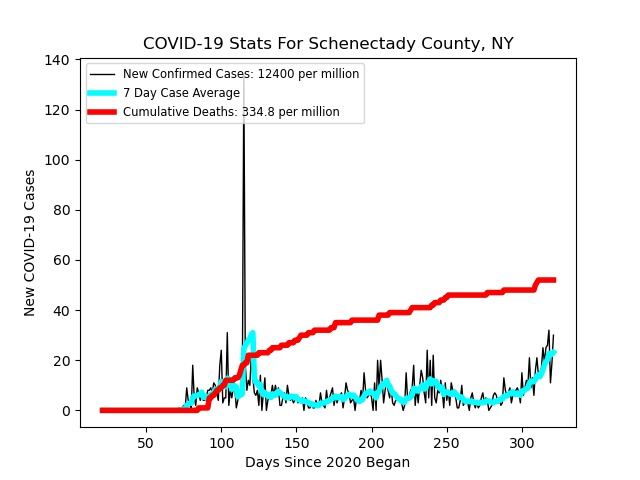 COVID-19 Stats For Schenectady County, NY
New Confirmed Cases: 12400 per million
7 Day Case Average
Cumulative Deaths: 334.8 per million
New COVID-19 Cases
140
120
100
80
60
40
20
0
50 100 150 200 250 300
Days Since 2020 Began